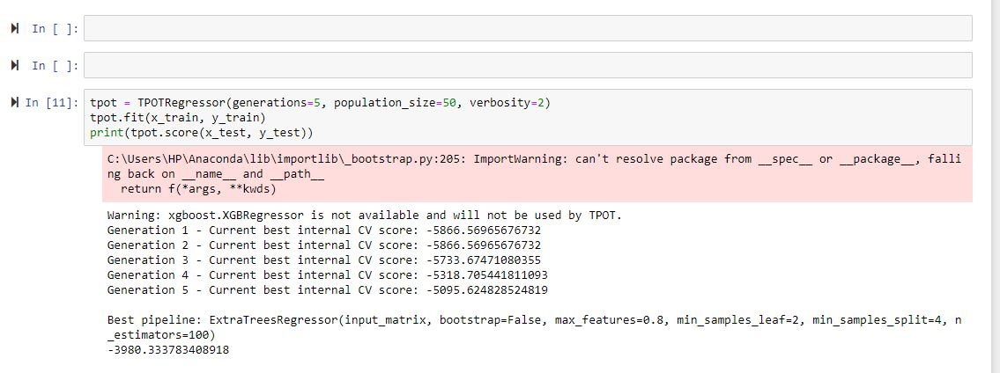 In [ ]:
In [ ]:
In [11]: tpot = TPOTRegressor(generations=5, population_size=50, verbosity=2)
tpot.fit(x_train, y_train)
print(tpot.score(x_test, y_test))
C:\Users\HP\Anaconda\lib\importlib\_bootstrap.py:205: ImportWarning: can't resolve package from __spec__ or __package__, falli
ng back on __name__ and __path__
  return f(*args, **kwds)
Warning: xgboost.XGBRegressor is not available and will not be used by TPOT.
Generation 1 - Current best internal CV score: -5866.56965676732
Generation 2 - Current best internal CV score: -5866.56965676732
Generation 3 - Current best internal CV score: -5733.67471080355
Generation 4 - Current best internal CV score: -5318.705441811093
Generation 5 - Current best internal CV score: -5095.624828524819
Best pipeline: ExtraTreesRegressor(input_matrix, bootstrap=False, max_features=0.8, min_samples_leaf=2, min_samples_split=4, n
_estimators=100)
-3980.333783408918